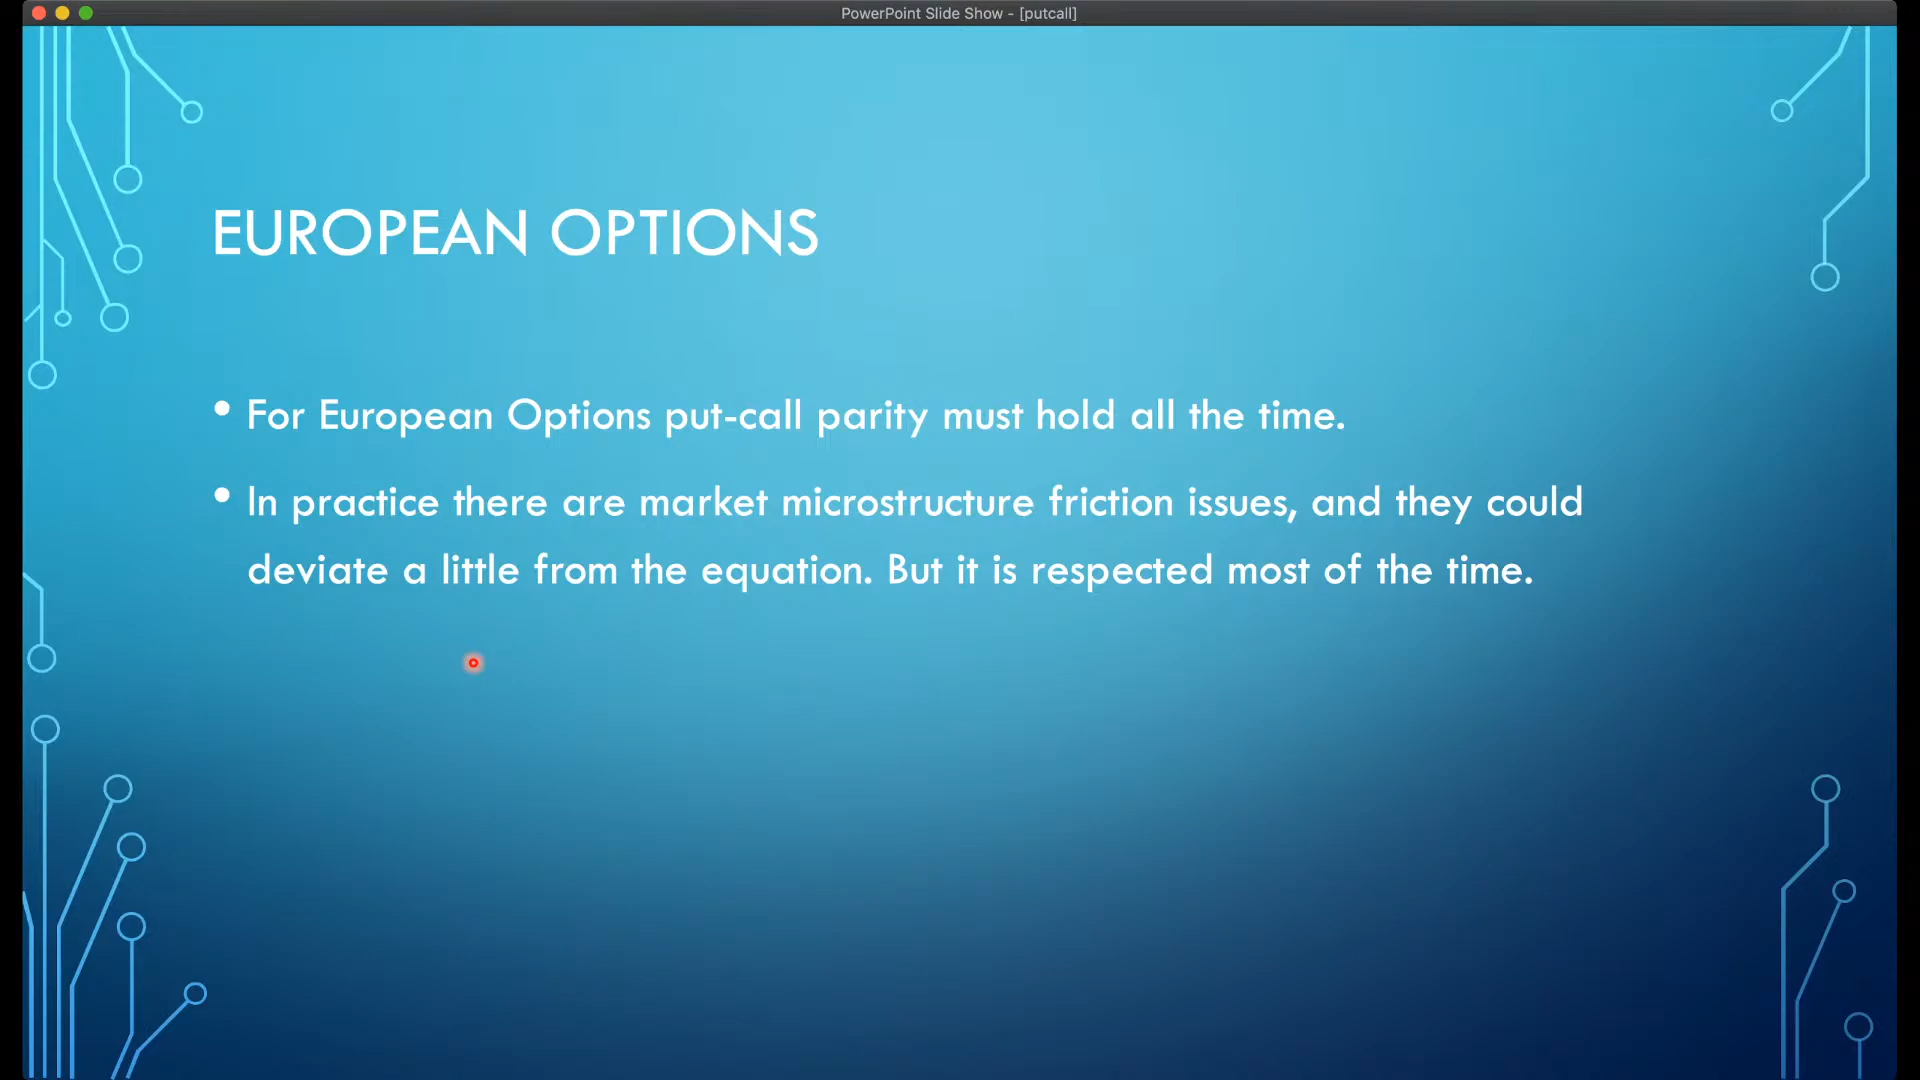 PowerPoint Slide Show - [putcall]
EUROPEAN OPTIONS
• For European Options put-call parity must hold all the time.
• In practice there are market microstructure friction issues, and they could
deviate a little from the equation. But it is respected most of the time.